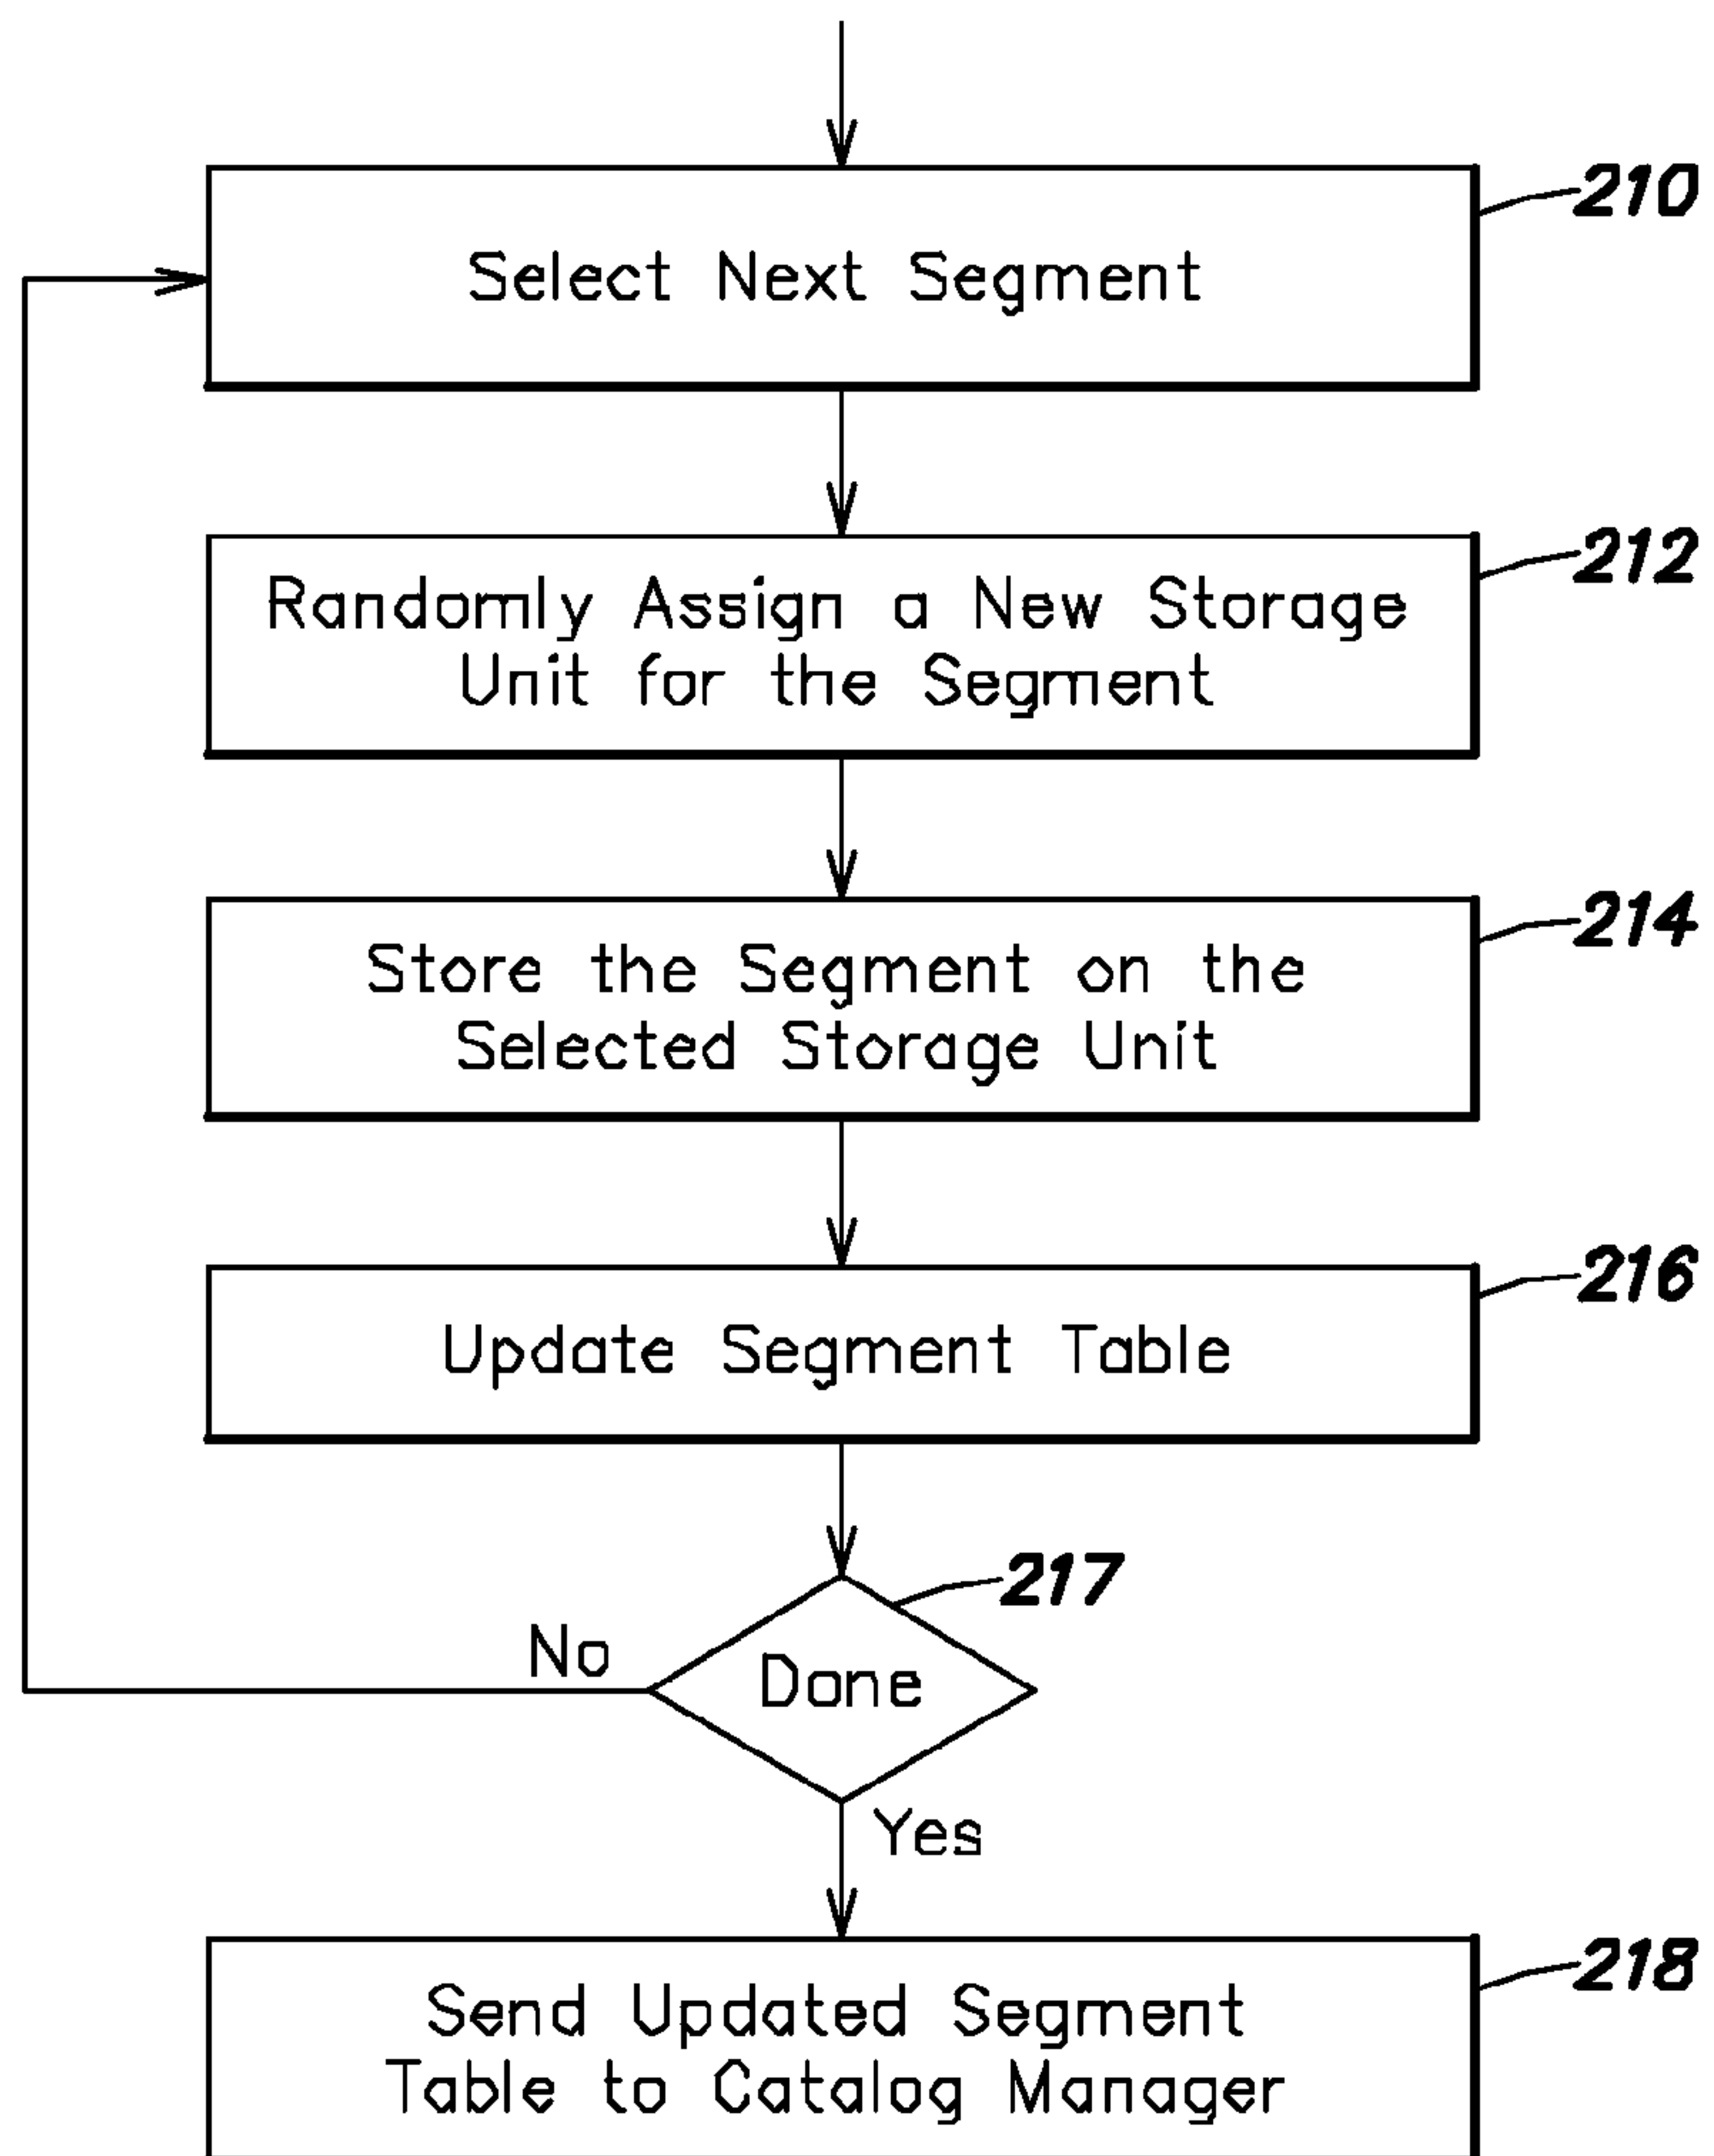 210
Select Next Segment
212
Randomly Assign a New Storage
Unit for the Segment
214
Store the Segment on the
Selected Storage Unit
216
Update Segment Table
217
No
Done
Yes
218
Send Updated Segment
Table to Catalog Manager